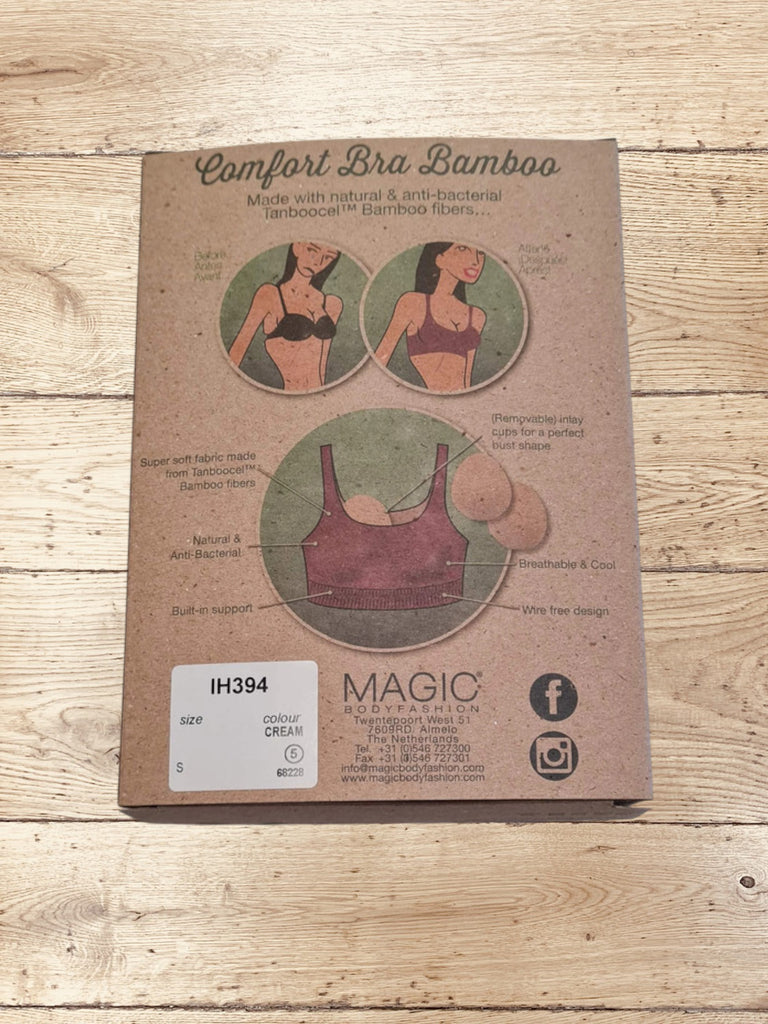 Comfort Bra Bamboo
Made with natural & anti-bacterial
Tanboocel™ Bamboo fibers...
Before
Antes
Avant
After
¡Después!
Après!
(Removable) inlay
cups for a perfect
bust shape
Super soft fabric made
from Tanboocel™
Bamboo fibers
Natural &
Anti-Bacterial
Breathable & Cool
Built-in support
Wire free design
IH394
size colour
CREAM
5
S 68228
MAGIC®
BODYFASHION
Twentepoort West 51
7609RD. Almelo
The Netherlands
Tel. +31 (0)546 727300
Fax +31 (0)546 727301
info@magicbodyfashion.com
www.magicbodyfashion.com
f